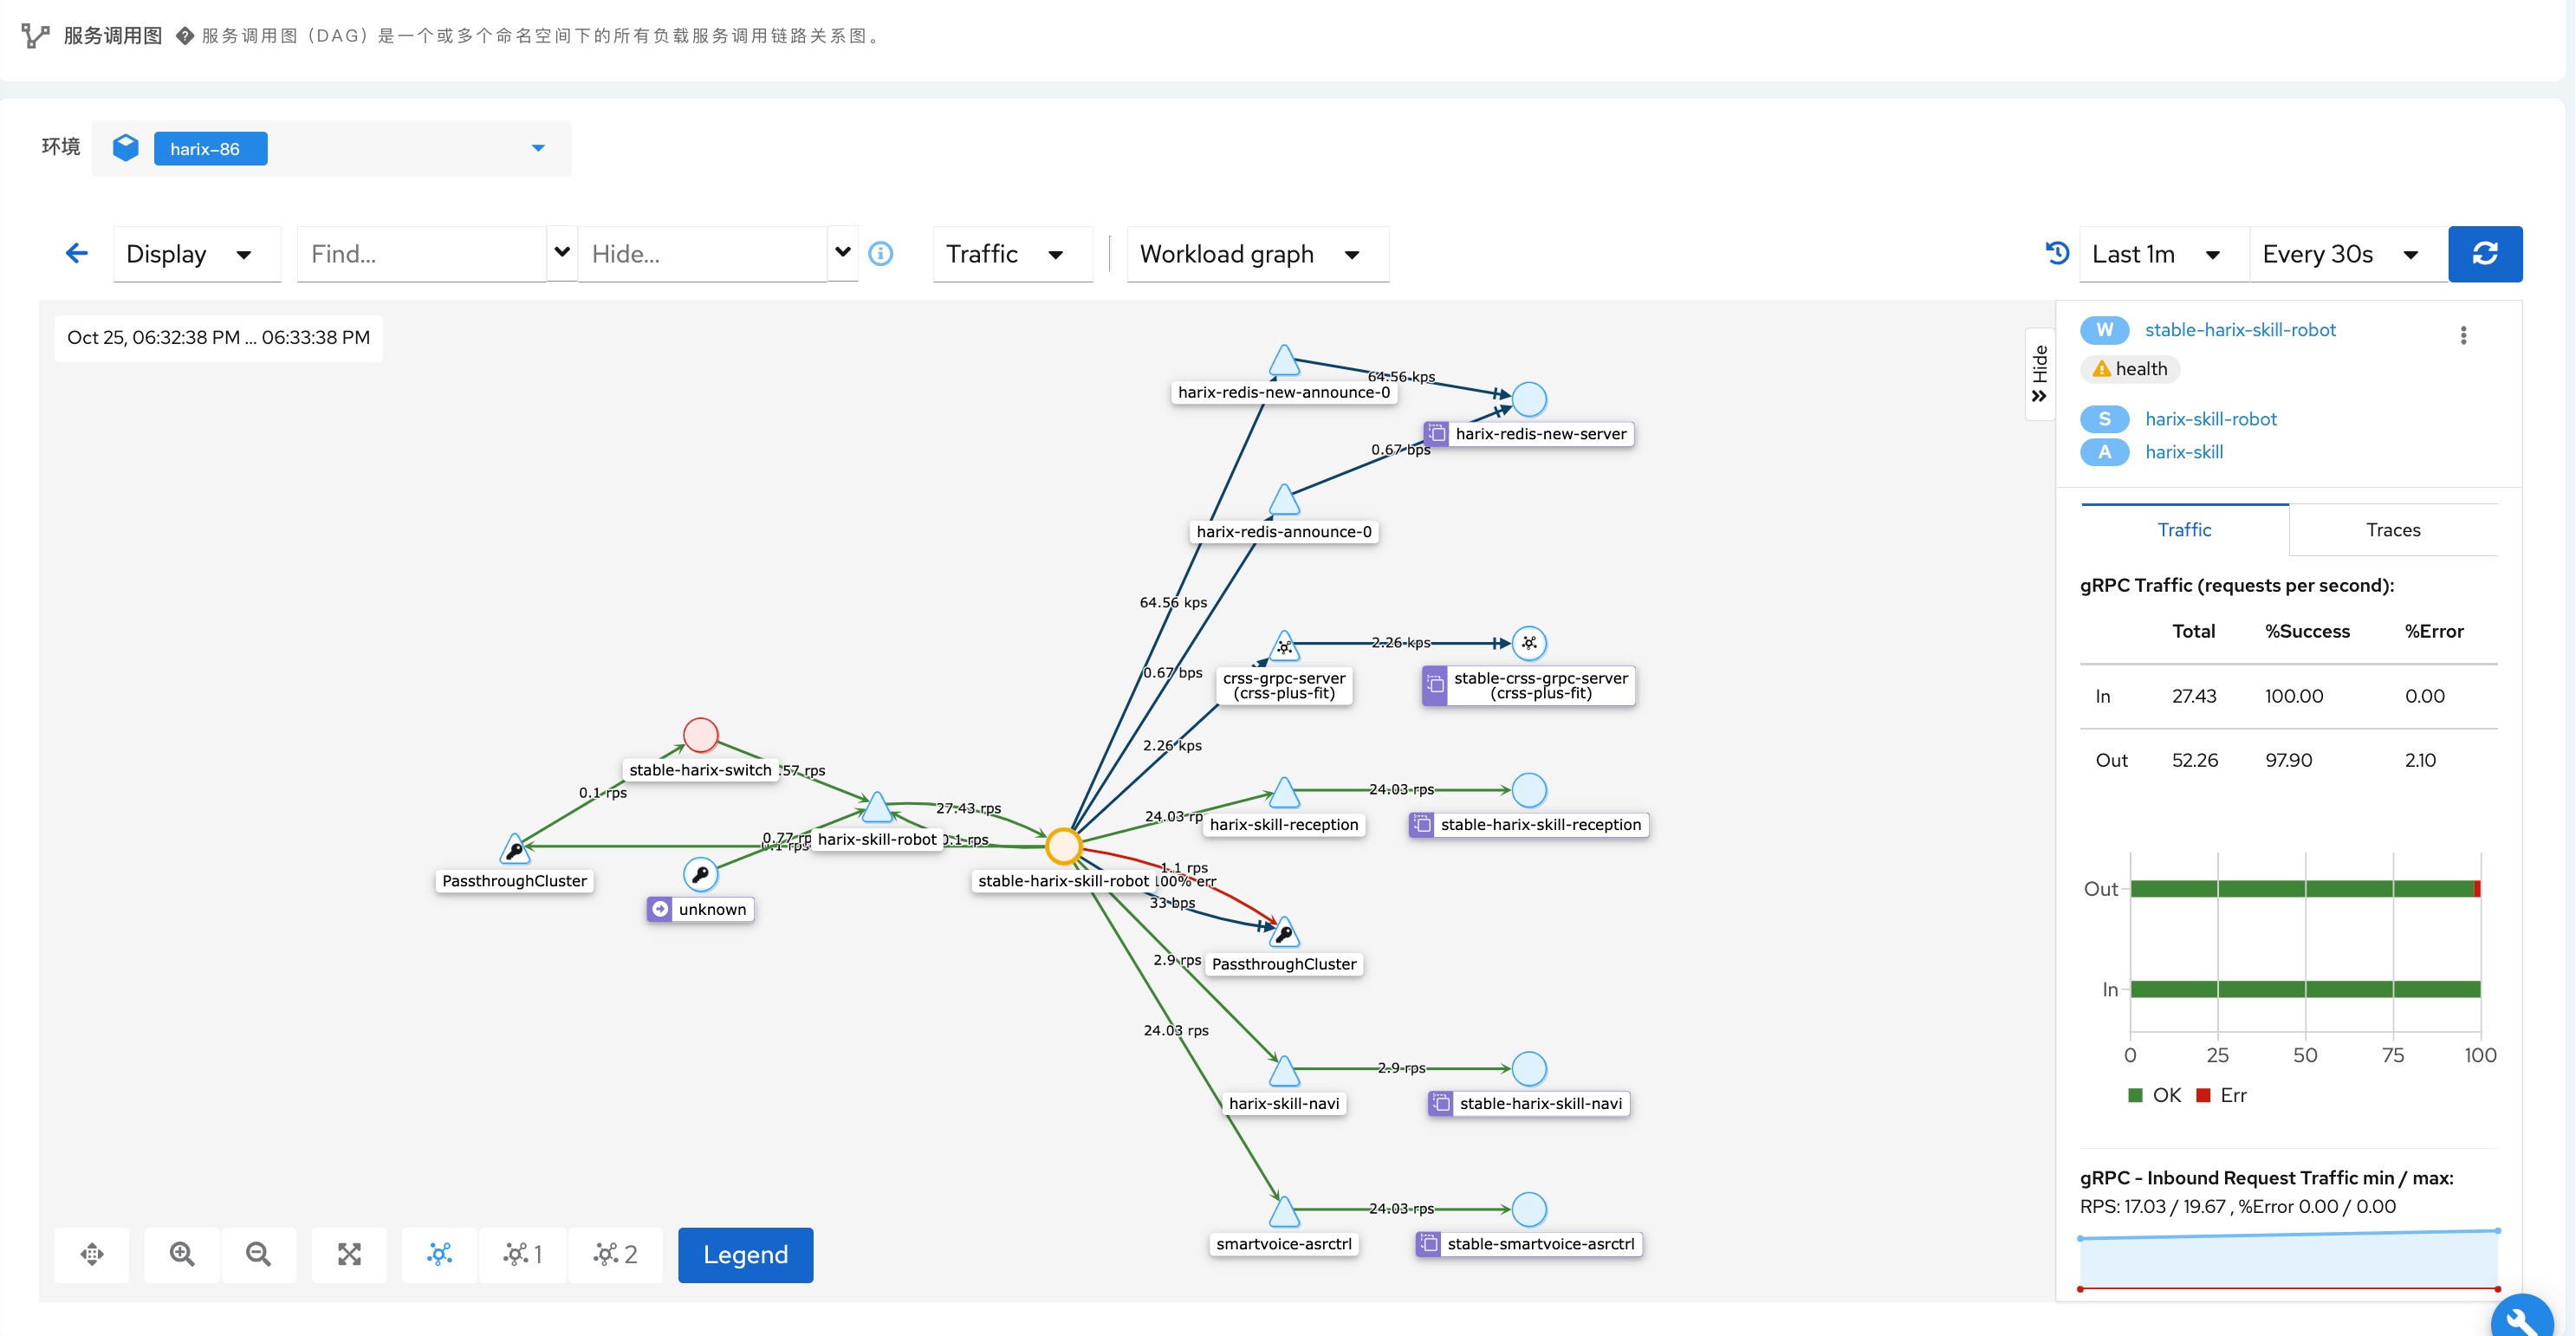 服务调用图 服务调用图（DAG）是一个或多个命名空间下的所有负载服务调用链路关系图。
环境 harix-86
Display Find... Hide... Traffic Workload graph Last 1m Every 30s
Oct 25, 06:32:38 PM ... 06:33:38 PM
harix-redis-new-announce-0
64.56 kps
harix-redis-new-server
0.67 bps
harix-redis-announce-0
64.56 kps
0.67 bps
crss-grpc-server
(crss-plus-fit)
2.26 kps
stable-crss-grpc-server
(crss-plus-fit)
2.26 kps
stable-harix-switch
57 rps
0.1 rps
27.43 rps
harix-skill-robot
0.77 rp
0.1 rps
0.1 rps
PassthroughCluster
unknown
24.03 rp
harix-skill-reception
24.03 rps
stable-harix-skill-reception
stable-harix-skill-robot
1.1 rps
100% err
33 bps
PassthroughCluster
2.9 rps
24.03 rps
harix-skill-navi
2.9 rps
stable-harix-skill-navi
smartvoice-asrctrl
24.03 rps
stable-smartvoice-asrctrl
1
2
Legend
Hide
W stable-harix-skill-robot
health
S harix-skill-robot
A harix-skill
Traffic Traces
gRPC Traffic (requests per second):
Total %Success %Error
In 27.43 100.00 0.00
Out 52.26 97.90 2.10
Out
In
0 25 50 75 100
OK Err
gRPC - Inbound Request Traffic min / max:
RPS: 17.03 / 19.67 , %Error 0.00 / 0.00